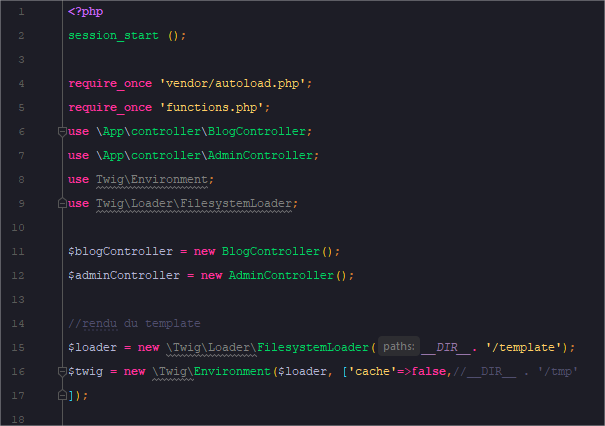 1 <?php
2 session_start ();
3
4 require_once 'vendor/autoload.php';
5 require_once 'functions.php';
6 use \App\controller\BlogController;
7 use \App\controller\AdminController;
8 use Twig\Environment;
9 use Twig\Loader\FilesystemLoader;
10
11 $blogController = new BlogController();
12 $adminController = new AdminController();
13
14 //rendu du template
15 $loader = new \Twig\Loader\FilesystemLoader( paths: __DIR__. '/template');
16 $twig = new \Twig\Environment($loader, ['cache'=>false,//__DIR__ . '/tmp'
17 ]);
18